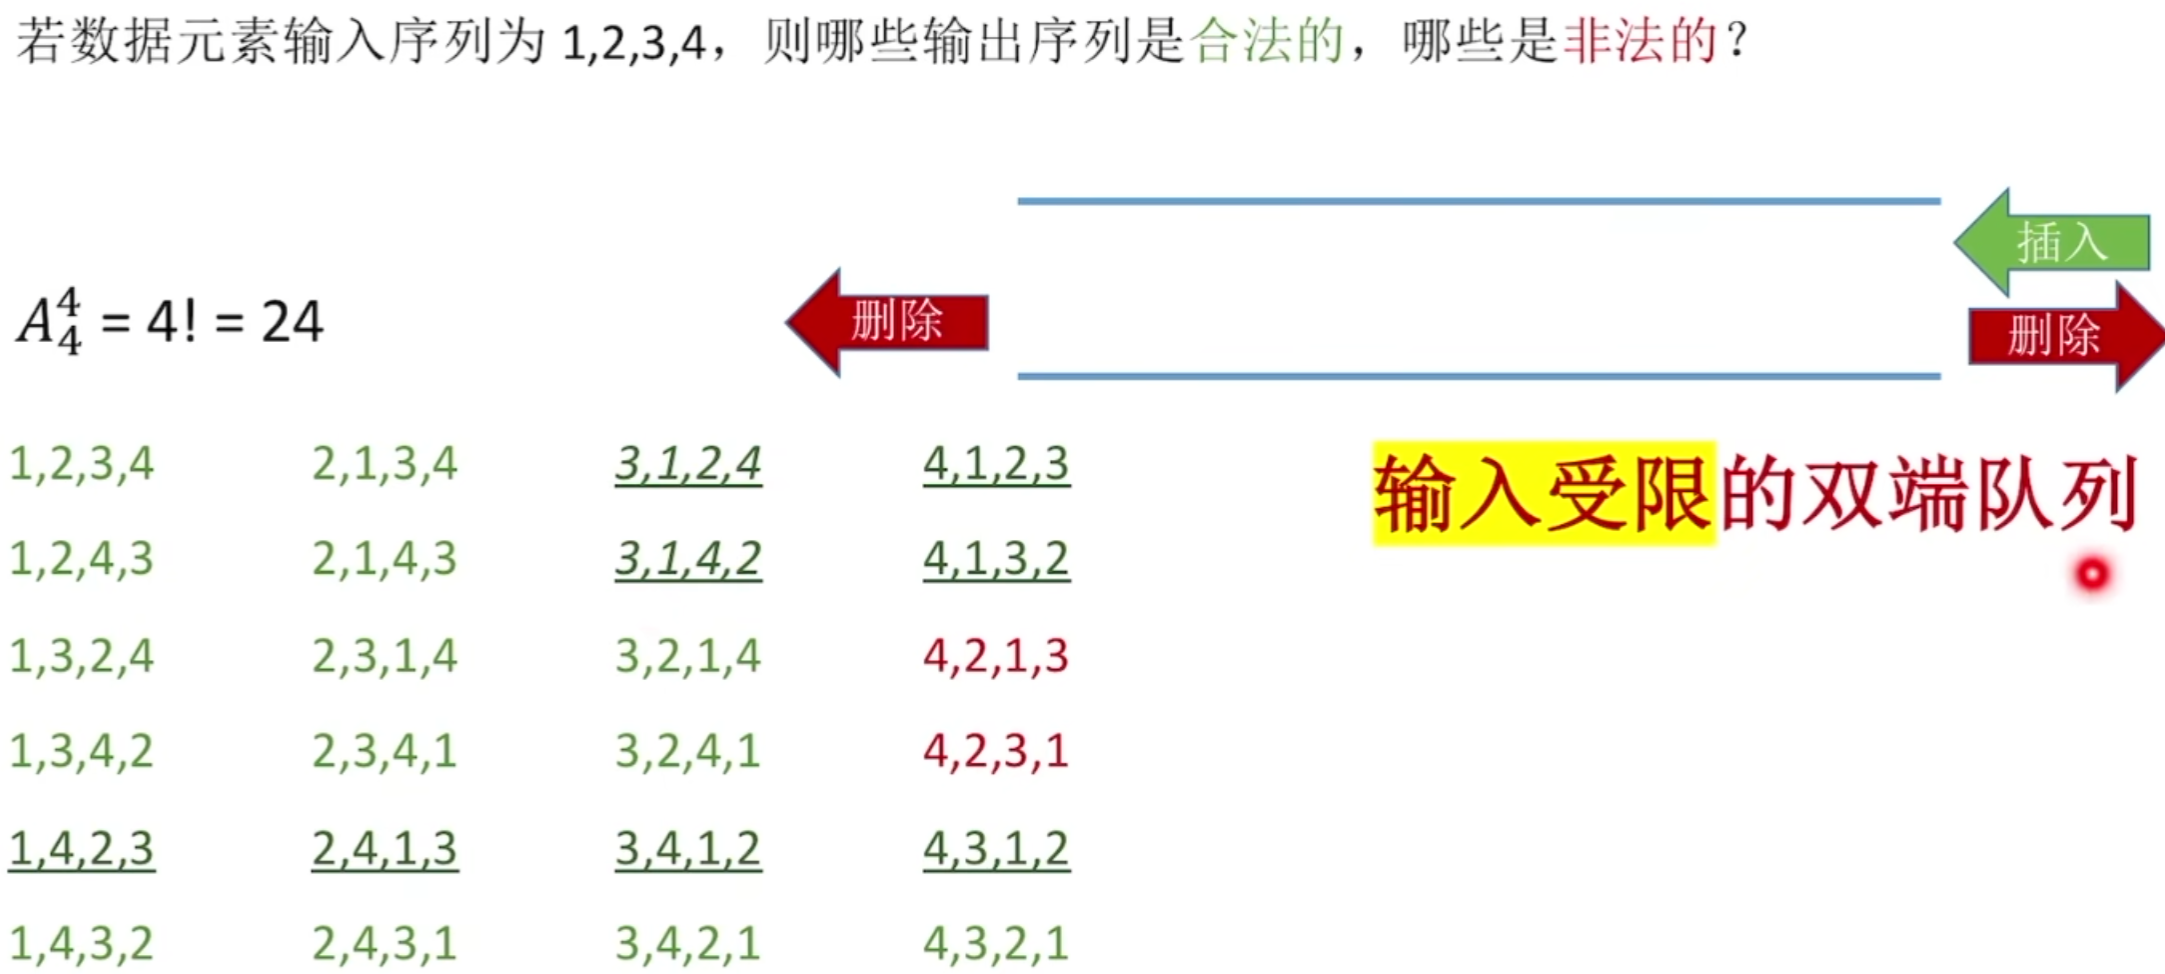 若数据元素输入序列为 1,2,3,4，则哪些输出序列是合法的，哪些是非法的？
插入
删除
删除
A₄⁴ = 4! = 24
1,2,3,4 2,1,3,4 3,1,2,4 4,1,2,3
输入受限的双端队列
1,2,4,3 2,1,4,3 3,1,4,2 4,1,3,2
1,3,2,4 2,3,1,4 3,2,1,4 4,2,1,3
1,3,4,2 2,3,4,1 3,2,4,1 4,2,3,1
1,4,2,3 2,4,1,3 3,4,1,2 4,3,1,2
1,4,3,2 2,4,3,1 3,4,2,1 4,3,2,1